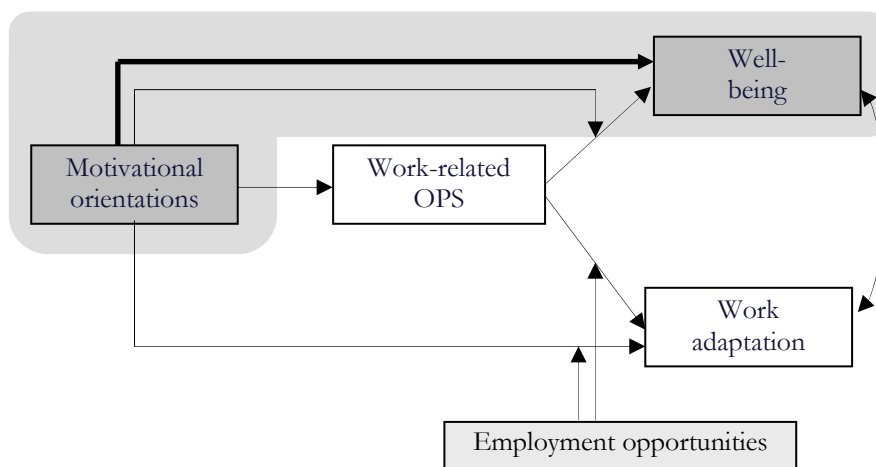 Well-
being
Motivational
orientations
Work-related
OPS
Work
adaptation
Employment opportunities